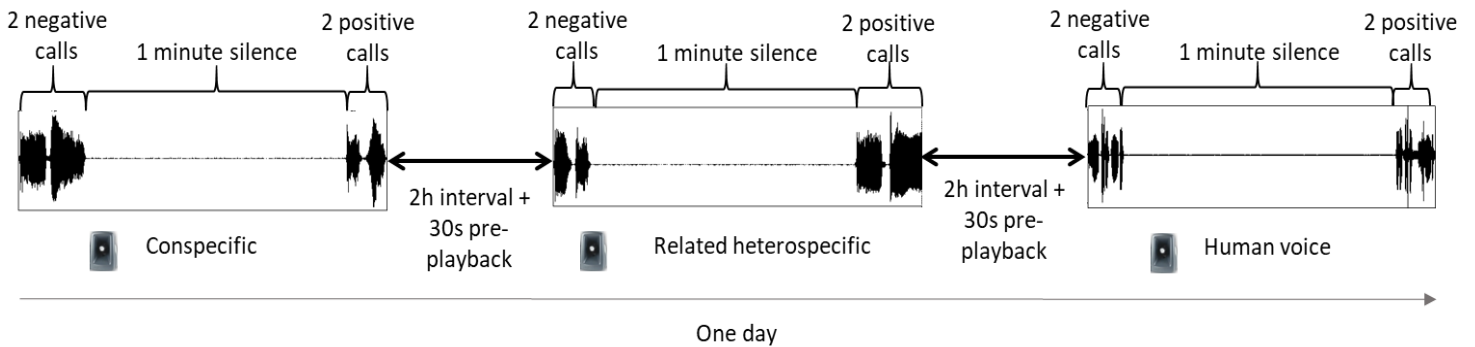 2 negative
calls
1 minute silence
2 positive
calls
2 negative
calls
1 minute silence
2 positive
calls
2 negative
calls
1 minute silence
2 positive
calls
2h interval +
30s pre-
playback
2h interval +
30s pre-
playback
Conspecific
Related heterospecific
Human voice
One day